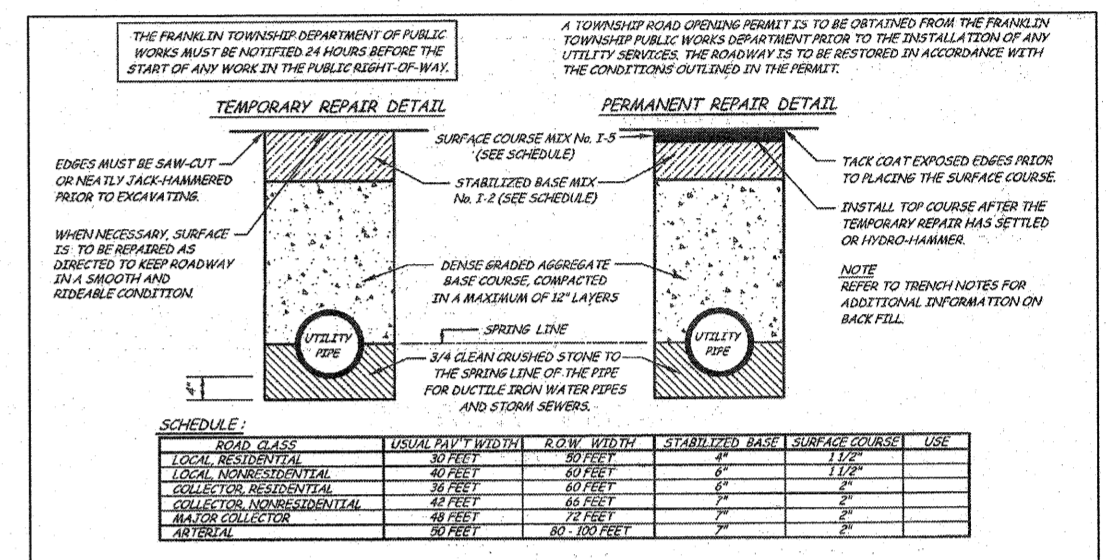 THE FRANKLIN TOWNSHIP DEPARTMENT OF PUBLIC
WORKS MUST BE NOTIFIED 24 HOURS BEFORE THE
START OF ANY WORK IN THE PUBLIC RIGHT-OF-WAY.
A TOWNSHIP ROAD OPENING PERMIT IS TO BE OBTAINED FROM THE FRANKLIN
TOWNSHIP PUBLIC WORKS DEPARTMENT PRIOR TO THE INSTALLATION OF ANY
UTILITY SERVICES. THE ROADWAY IS TO BE RESTORED IN ACCORDANCE WITH
THE CONDITIONS OUTLINED IN THE PERMIT.
TEMPORARY REPAIR DETAIL
PERMANENT REPAIR DETAIL
EDGES MUST BE SAW-CUT
OR NEATLY JACK-HAMMERED
PRIOR TO EXCAVATING.
WHEN NECESSARY, SURFACE
IS TO BE REPAIRED AS
DIRECTED TO KEEP ROADWAY
IN A SMOOTH AND
RIDEABLE CONDITION.
SURFACE COURSE MIX No. I-5
(SEE SCHEDULE)
STABILIZED BASE MIX
No. I-2 (SEE SCHEDULE)
DENSE GRADED AGGREGATE
BASE COURSE, COMPACTED
IN A MAXIMUM OF 12" LAYERS
SPRING LINE
3/4 CLEAN CRUSHED STONE TO
THE SPRING LINE OF THE PIPE
FOR DUCTILE IRON WATER PIPES
AND STORM SEWERS.
TACK COAT EXPOSED EDGES PRIOR
TO PLACING THE SURFACE COURSE.
INSTALL TOP COURSE AFTER THE
TEMPORARY REPAIR HAS SETTLED
OR HYDRO-HAMMER.
NOTE
REFER TO TRENCH NOTES FOR
ADDITIONAL INFORMATION ON
BACK FILL.
UTILITY
PIPE
UTILITY
PIPE
4"
SCHEDULE:
ROAD CLASS USUAL PAV'T WIDTH R.O.W. WIDTH STABILIZED BASE SURFACE COURSE USE
LOCAL, RESIDENTIAL 30 FEET 50 FEET 4" 1 1/2"
LOCAL, NONRESIDENTIAL 40 FEET 60 FEET 6" 1 1/2"
COLLECTOR, RESIDENTIAL 36 FEET 60 FEET 6" 2"
COLLECTOR, NONRESIDENTIAL 42 FEET 66 FEET 7" 2"
MAJOR COLLECTOR 48 FEET 72 FEET 7" 2"
ARTERIAL 50 FEET 80 - 100 FEET 7" 2"